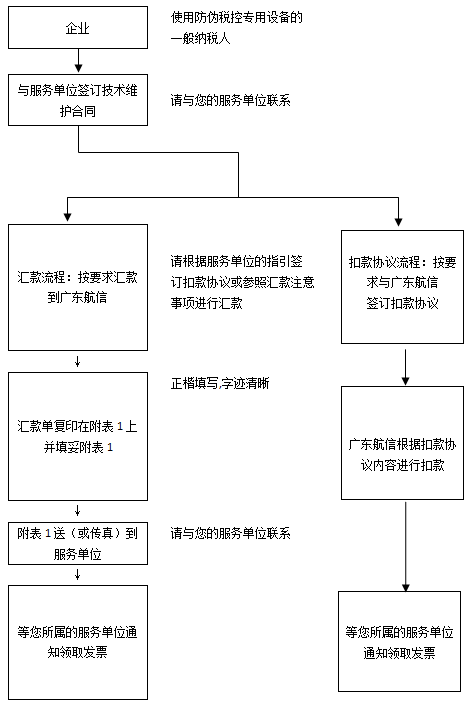 企业
使用防伪税控专用设备的
一般纳税人
与服务单位签订技术维
护合同
请与您的服务单位联系
汇款流程：按要求汇款
到广东航信
请根据服务单位的指引签
订扣款协议或参照汇款注意
事项进行汇款
扣款协议流程：按要
求与广东航信
签订扣款协议
正楷填写,字迹清晰
汇款单复印在附表 1 上
并填妥附表 1
广东航信根据扣款协
议内容进行扣款
附表 1 送（或传真）到
服务单位
请与您的服务单位联系
等您所属的服务单位通
知领取发票
等您所属的服务单位
通知领取发票